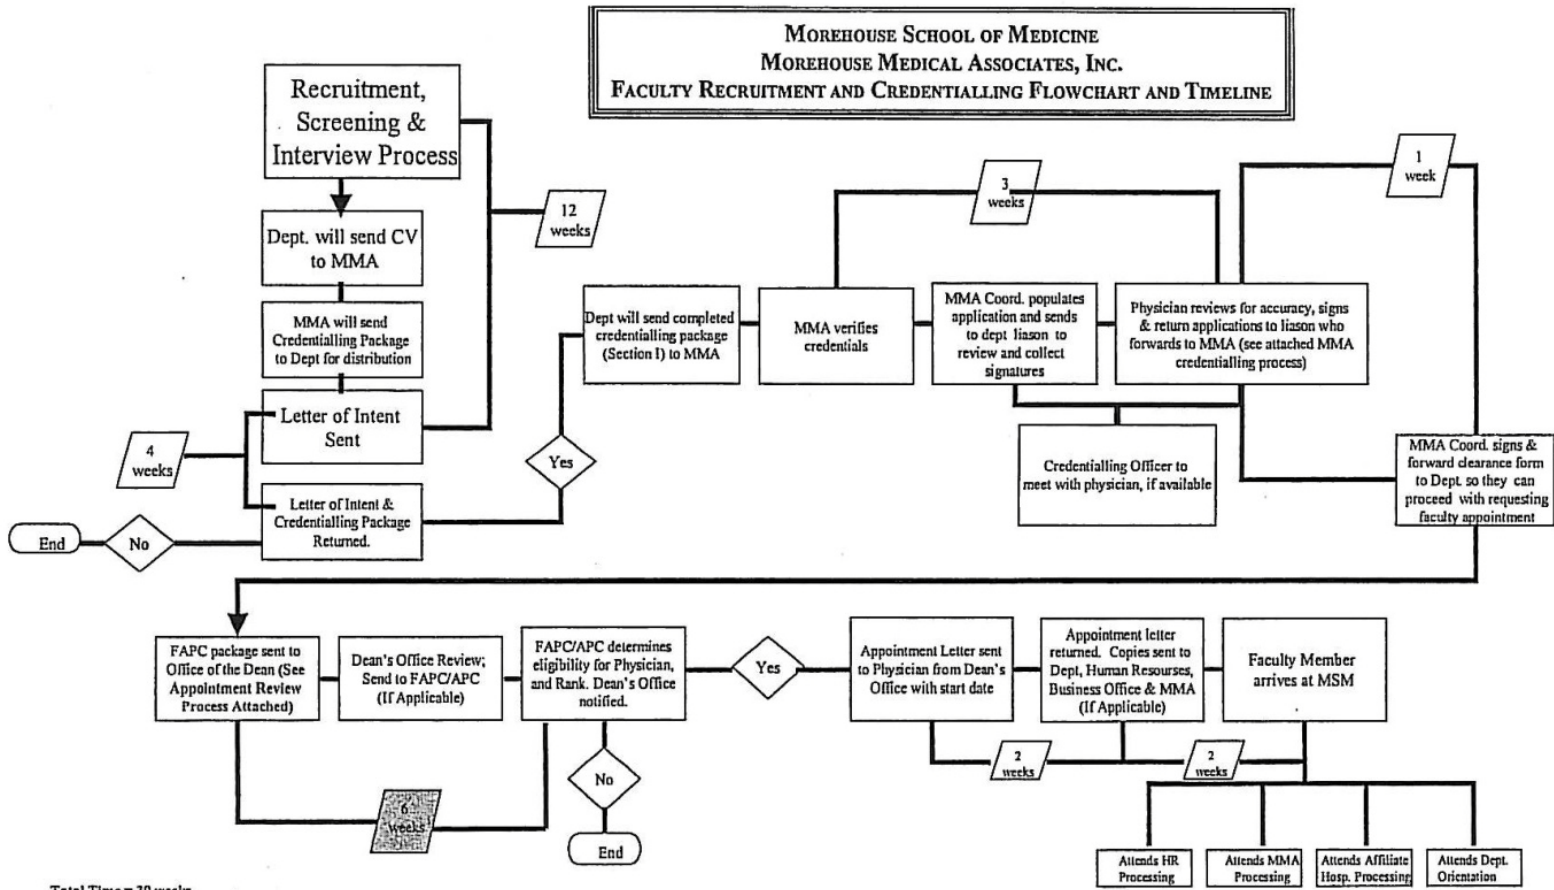 MOREHOUSE SCHOOL OF MEDICINE
MOREHOUSE MEDICAL ASSOCIATES, INC.
FACULTY RECRUITMENT AND CREDENTIALLING FLOWCHART AND TIMELINE
Recruitment,
Screening &
Interview Process
12
weeks
Dept. will send CV
to MMA
MMA will send
Credentialling Package
to Dept for distribution
Letter of Intent
Sent
4
weeks
Letter of Intent &
Credentialling Package
Returned.
No
End
Yes
Dept will send completed
credentialling package
(Section I) to MMA
MMA verifies
credentials
3
weeks
MMA Coord. populates
application and sends
to dept liason to
review and collect
signatures
Physician reviews for accuracy, signs
& return applications to liason who
forwards to MMA (see attached MMA
credentialling process)
1
week
Credentialling Officer to
meet with physician, if available
MMA Coord. signs &
forward clearance form
to Dept. so they can
proceed with requesting
faculty appointment
FAPC package sent to
Office of the Dean (See
Appointment Review
Process Attached)
Dean's Office Review;
Send to FAPC/APC
(If Applicable)
FAPC/APC determines
eligibility for Physician,
and Rank. Dean's Office
notified.
6
weeks
No
End
Yes
Appointment Letter sent
to Physician from Dean's
Office with start date
Appointment letter
returned. Copies sent to
Dept, Human Resourses,
Business Office & MMA
(If Applicable)
Faculty Member
arrives at MSM
2
weeks
2
weeks
Attends HR
Processing
Attends MMA
Processing
Attends Affiliate
Hosp. Processing
Attends Dept.
Orientation
Total Time = 30 weeks